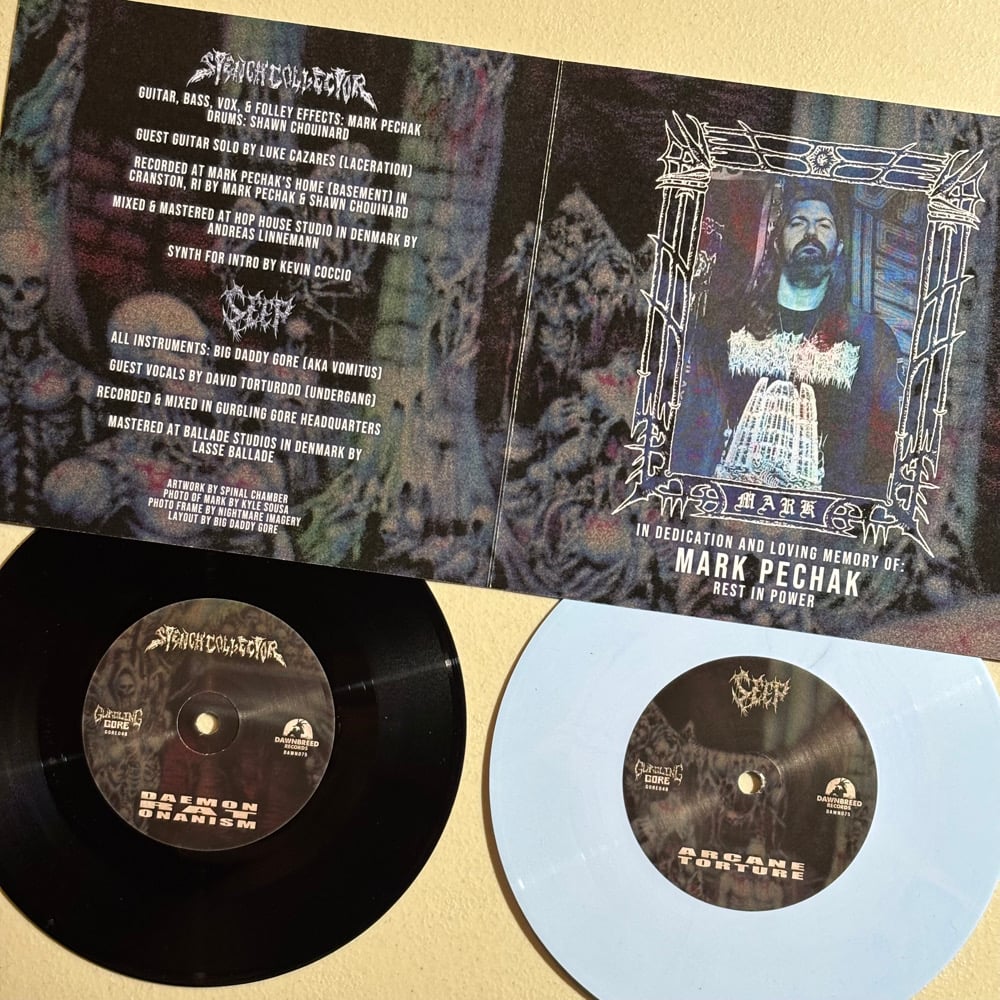 STENCH COLLECTOR
GUITAR, BASS, VOX, & FOLLEY EFFECTS: MARK PECHAK
DRUMS: SHAWN CHOUINARD
GUEST GUITAR SOLO BY LUKE CAZARES (LACERATION)
RECORDED AT MARK PECHAK'S HOME (BASEMENT) IN
CRANSTON, RI BY MARK PECHAK & SHAWN CHOUINARD
MIXED & MASTERED AT HOP HOUSE STUDIO IN DENMARK BY
ANDREAS LINNEMANN
SYNTH FOR INTRO BY KEVIN COCCIO
SEEP
ALL INSTRUMENTS: BIG DADDY GORE (AKA VOMITUS)
GUEST VOCALS BY DAVID TORTURDOD (UNDERGANG)
RECORDED & MIXED IN GURGLING GORE HEADQUARTERS
MASTERED AT BALLADE STUDIOS IN DENMARK BY
LASSE BALLADE
ARTWORK BY SPINAL CHAMBER
PHOTO OF MARK BY KYLE SOUSA
PHOTO FRAME BY NIGHTMARE IMAGERY
LAYOUT BY BIG DADDY GORE
MARK
IN DEDICATION AND LOVING MEMORY OF:
MARK PECHAK
REST IN POWER
STENCH COLLECTOR
GURGLING
GORE
GORE048
DAWNBREED
RECORDS
DAWN075
DAEMON
RAT
ONANISM
SEEP
GURGLING
GORE
GORE048
DAWNBREED
RECORDS
DAWN075
ARCANE
TORTURE